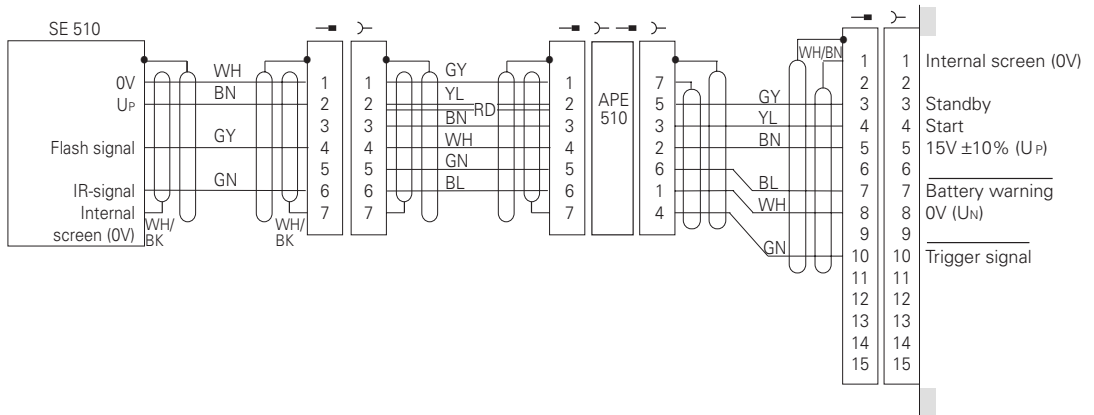 SE 510
0V
UP
Flash signal
IR-signal
Internal
screen (0V)
WH
BN
GY
GN
WH/
BK
WH/
BK
1
2
3
4
5
6
7
1
2
3
4
5
6
7
GY
YL
RD
BN
WH
GN
BL
1
2
3
4
5
6
7
APE
510
7
5
3
2
6
1
4
GY
YL
BN
BL
WH
GN
WH/BN
1
2
3
4
5
6
7
8
9
10
11
12
13
14
15
1
2
3
4
5
6
7
8
9
10
11
12
13
14
15
Internal screen (0V)
Standby
Start
15V ±10% (UP)
Battery warning
0V (UN)
Trigger signal